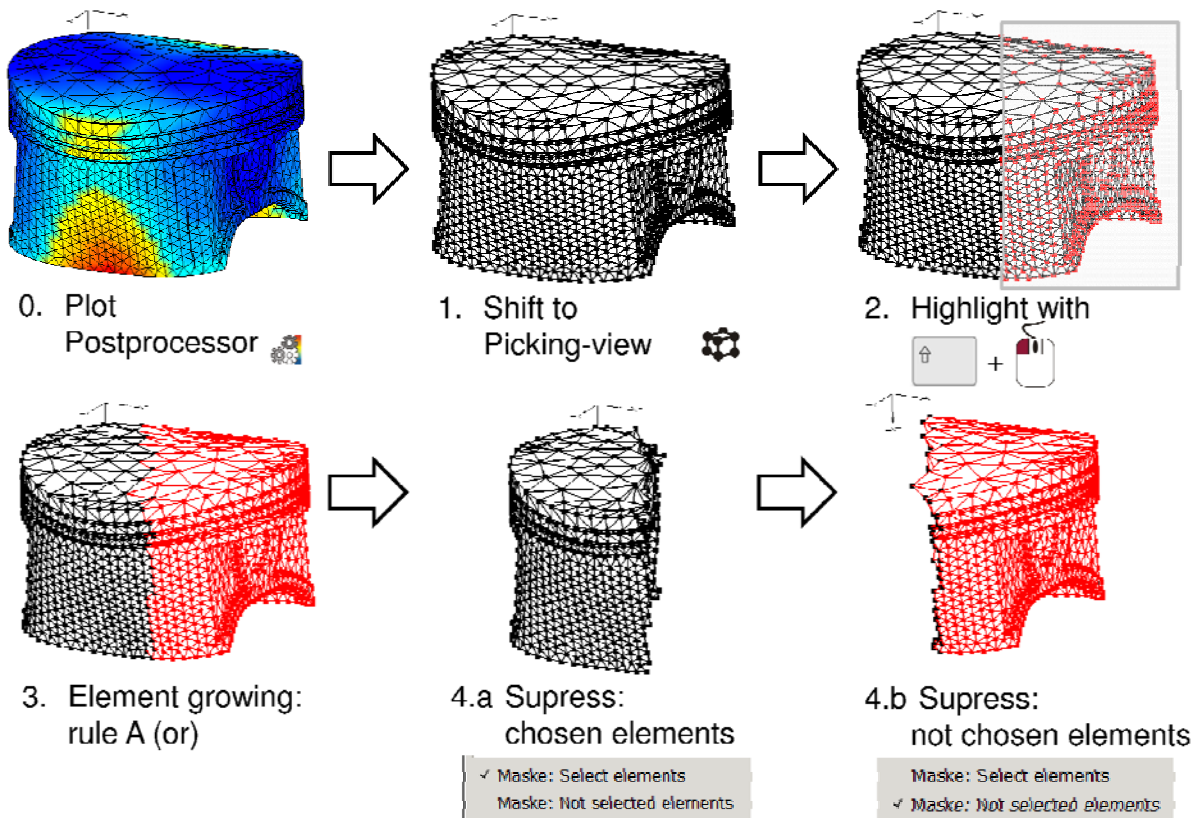 0. Plot
Postprocessor
1. Shift to
Picking-view
2. Highlight with
+
3. Element growing:
rule A (or)
4.a Supress:
chosen elements
✓ Maske: Select elements
Maske: Not selected elements
4.b Supress:
not chosen elements
Maske: Select elements
✓ Maske: Not selected elements